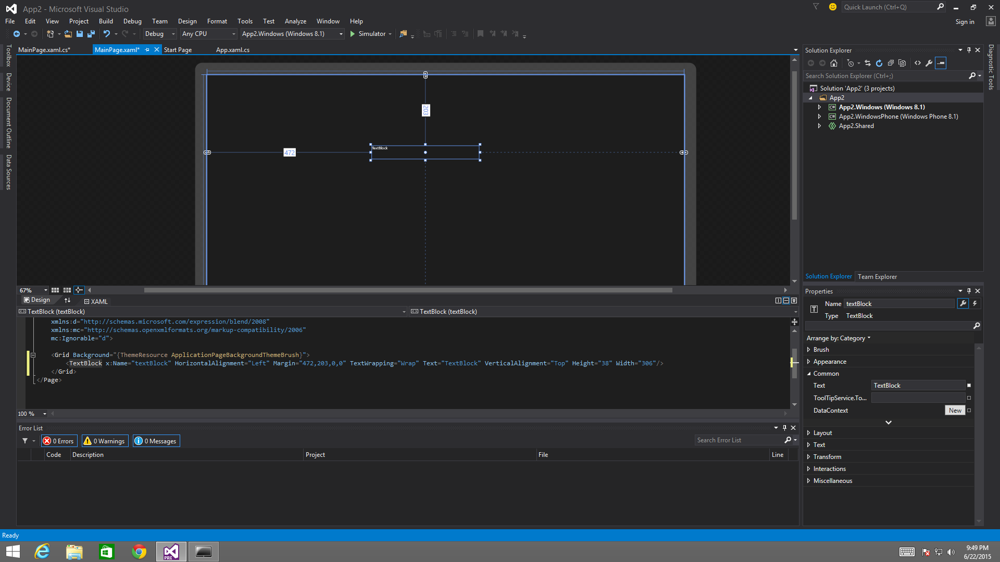 App2 - Microsoft Visual Studio
Quick Launch (Ctrl+Q)
File Edit View Project Build Debug Team Design Format Tools Test Analyze Window Help
Sign in
Debug Any CPU App2.Windows (Windows 8.1) Simulator
Toolbox
Device
Document Outline
Data Sources
MainPage.xaml.cs* MainPage.xaml* Start Page App.xaml.cs
203
472
TextBlock
67%
Design XAML
TextBlock (textBlock) TextBlock (textBlock)
xmlns:d="http://schemas.microsoft.com/expression/blend/2008"
xmlns:mc="http://schemas.openxmlformats.org/markup-compatibility/2006"
mc:Ignorable="d">
<Grid Background="{ThemeResource ApplicationPageBackgroundThemeBrush}">
<TextBlock x:Name="textBlock" HorizontalAlignment="Left" Margin="472,203,0,0" TextWrapping="Wrap" Text="TextBlock" VerticalAlignment="Top" Height="38" Width="306"/>
</Grid>
</Page>
100 %
Error List
0 Errors 0 Warnings 0 Messages
Search Error List
Code Description Project File Line
Solution Explorer
Search Solution Explorer (Ctrl+;)
Solution 'App2' (3 projects)
App2
C# App2.Windows (Windows 8.1)
C# App2.WindowsPhone (Windows Phone 8.1)
App2.Shared
Solution Explorer Team Explorer
Diagnostic Tools
Properties
Name textBlock
Type TextBlock
Arrange by: Category
Brush
Appearance
Common
Text TextBlock
ToolTipService.To...
DataContext New
Layout
Text
Transform
Interactions
Miscellaneous
Ready
PRE
9:49 PM
6/22/2015